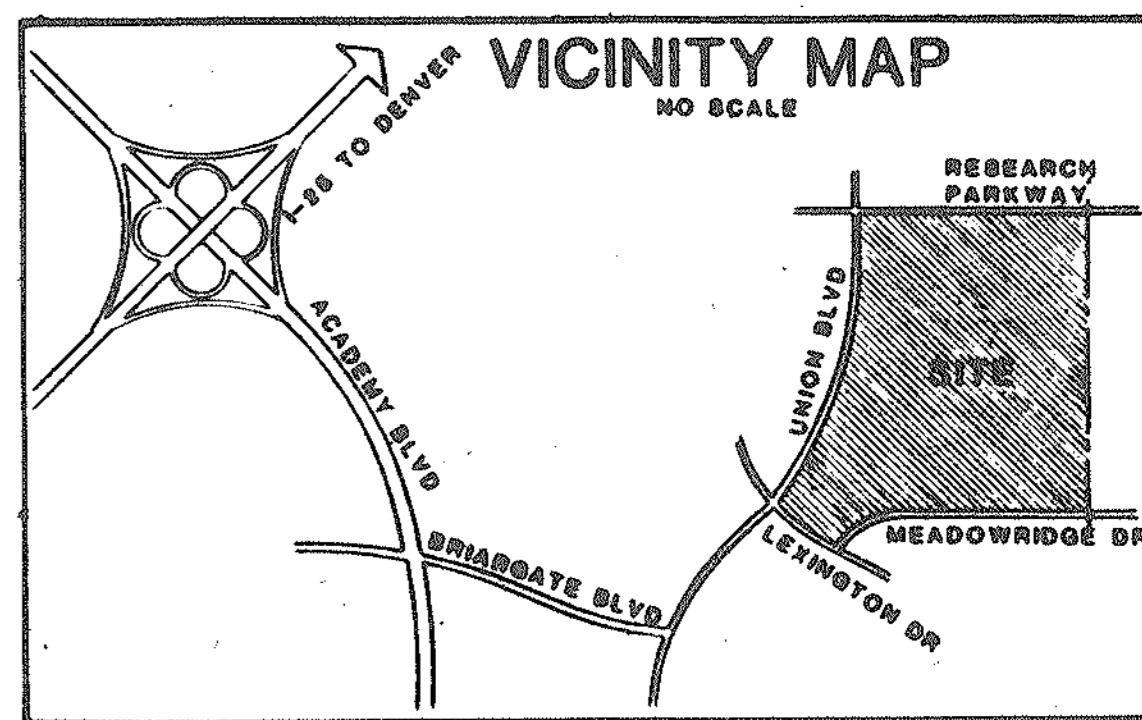 VICINITY MAP
NO SCALE
I-25 TO DENVER
RESEARCH
PARKWAY
ACADEMY BLVD
UNION BLVD
SITE
BRIARGATE BLVD
LEXINGTON DR
MEADOWRIDGE DR